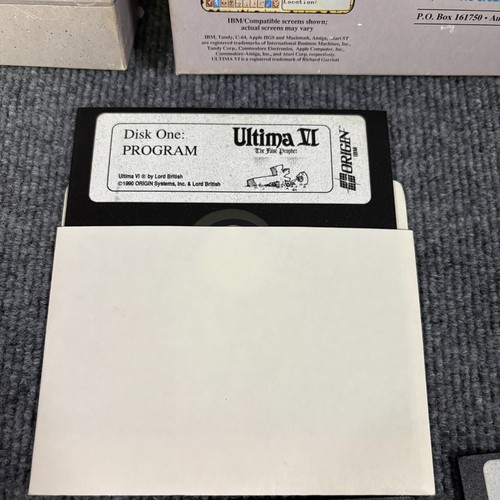 Location:
IBM/Compatible screens shown;
actual screens may vary
IBM, Tandy, C-64, Apple IIGS and Macintosh, Amiga, Atari ST
are registered trademarks of International Business Machines, Inc.,
Tandy Corp., Commodore Electronics, Apple Computer, Inc.,
Commodore-Amiga, Inc., and Atari Corp. respectively.
ULTIMA VI is a registered trademark of Richard Garriott
P.O. Box 161750 • Au
Disk One:
PROGRAM
Ultima VI
The False Prophet
Ultima VI ® by Lord British
©1990 ORIGIN Systems, Inc. & Lord British
ORIGIN
IBM